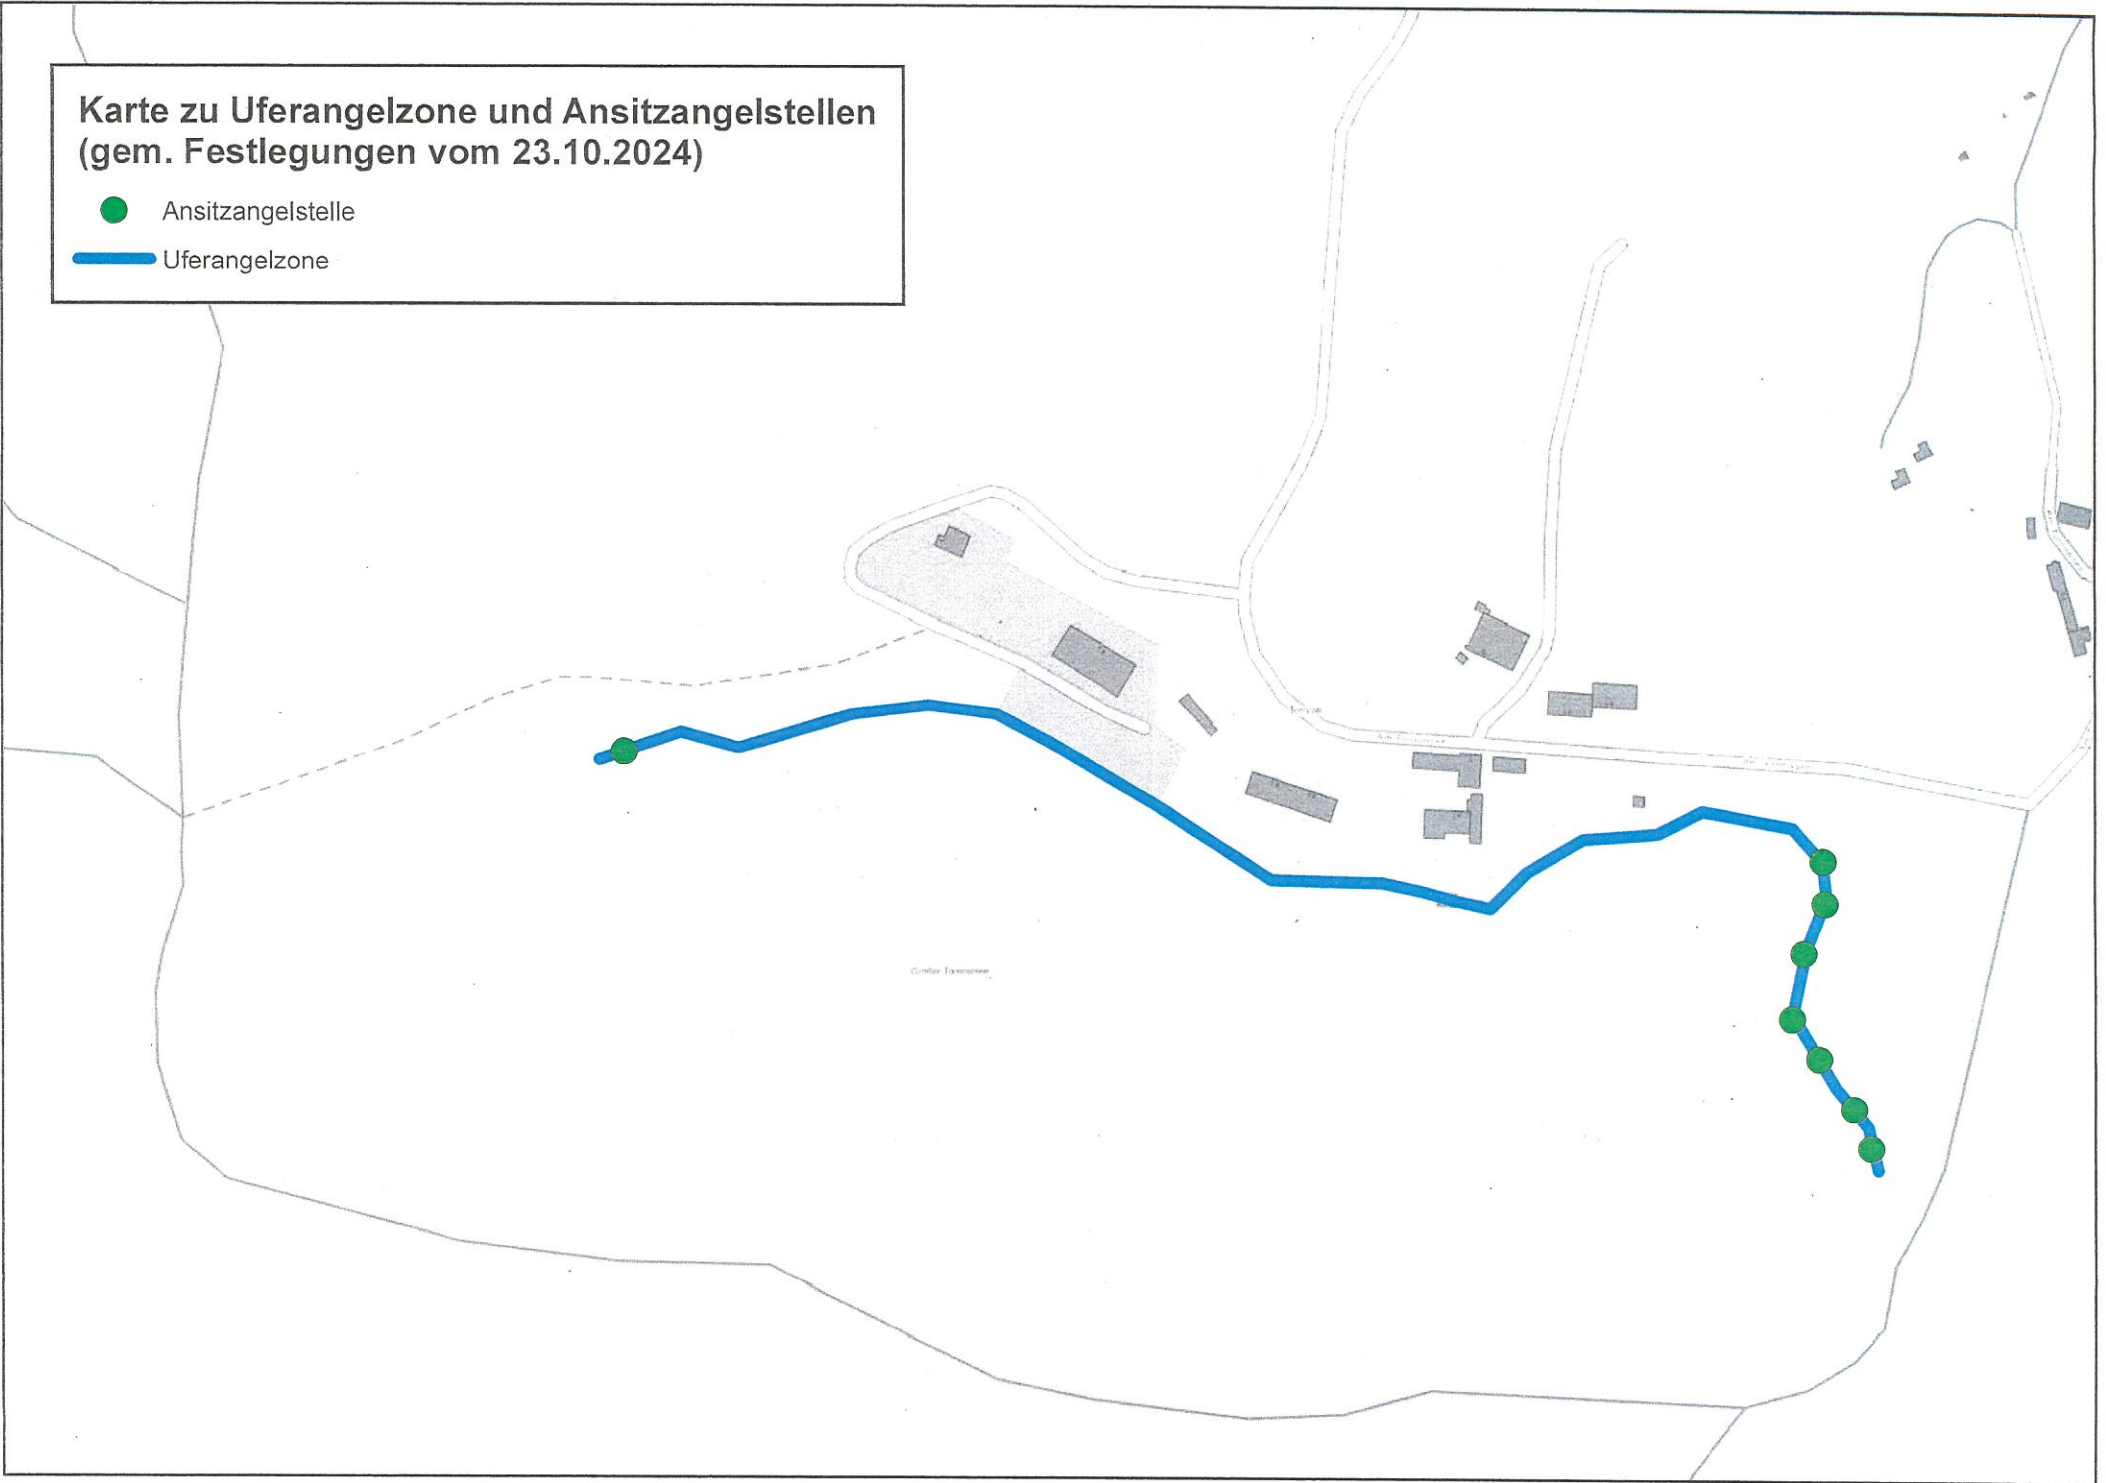 Karte zu Uferangelzone und Ansitzangelstellen
(gem. Festlegungen vom 23.10.2024)
Ansitzangelstelle
Uferangelzone